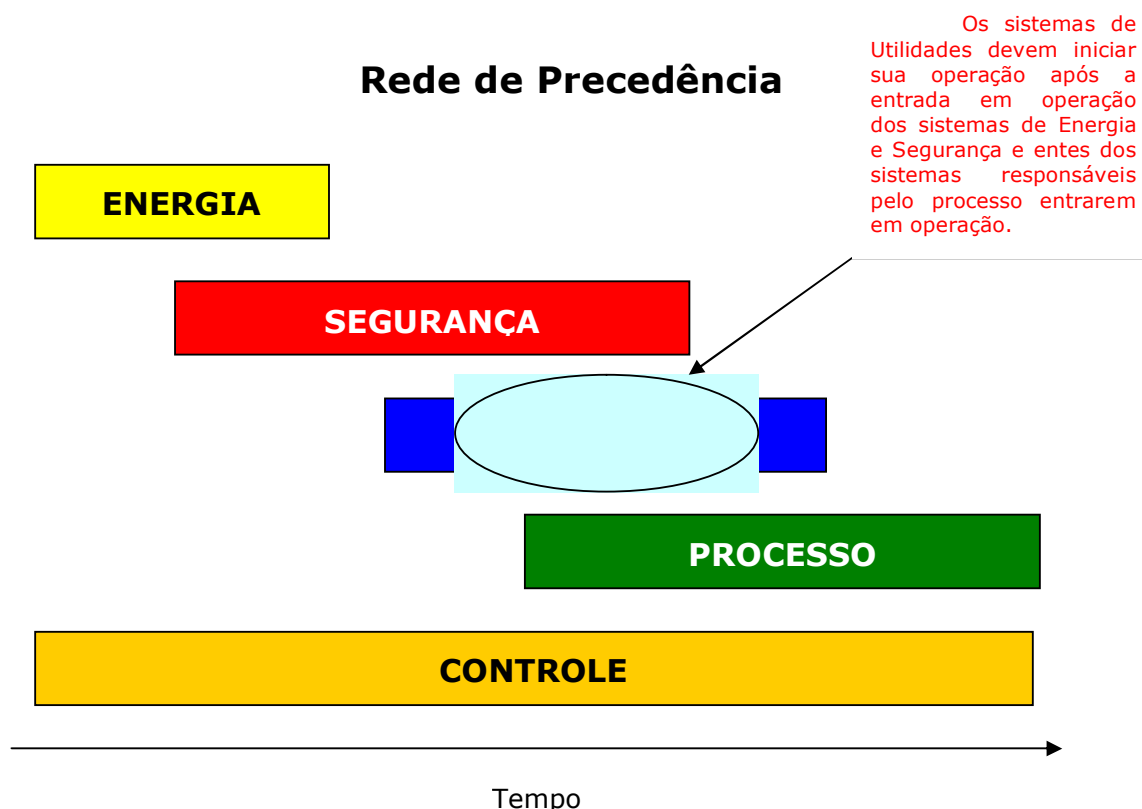 Os sistemas de
Utilidades devem iniciar
sua operação após a
entrada em operação
dos sistemas de Energia
e Segurança e entes dos
sistemas responsáveis
pelo processo entrarem
em operação.
Rede de Precedência
ENERGIA
SEGURANÇA
PROCESSO
CONTROLE
Tempo